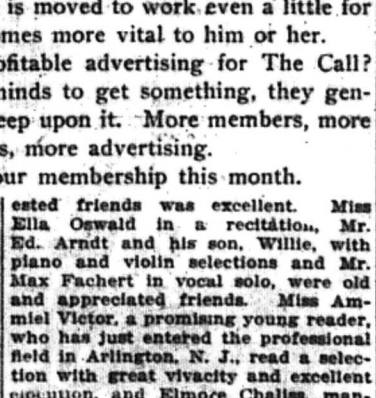 is moved to work even a little for
mes more vital to him or her.
ofitable advertising for The Call?
ninds to get something, they gen-
eep upon it. More members, more
s, more advertising.
our membership this month.
ested friends was excellent. Miss
Ella Oswald in a recitation, Mr.
Ed. Arndt and his son, Willie, with
piano and violin selections and Mr.
Max Fachert in vocal solo, were old
and appreciated friends. Miss Am-
miel Victor, a promising young reader,
who has just entered the professional
field in Arlington, N. J., read a selec-
tion with great vivacity and excellent
elocution, and Elmore Chaliss, man-